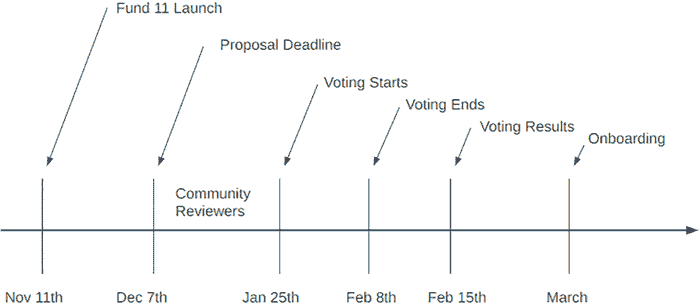 Fund 11 Launch
Proposal Deadline
Voting Starts
Voting Ends
Voting Results
Onboarding
Community
Reviewers
Nov 11th
Dec 7th
Jan 25th
Feb 8th
Feb 15th
March